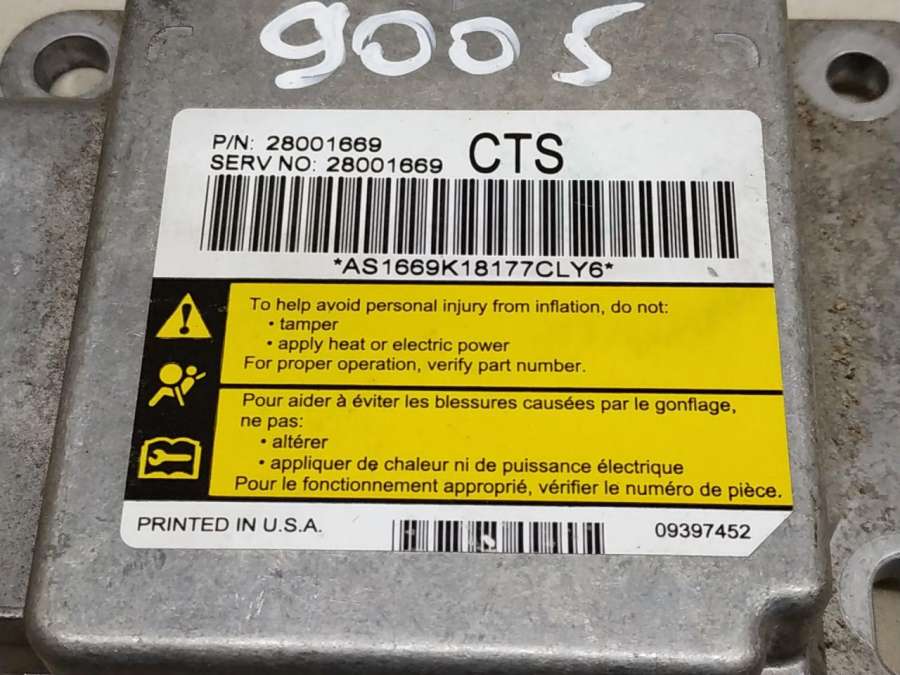 9005
P/N: 28001669
SERV NO: 28001669 CTS
*AS1669K18177CLY6*
To help avoid personal injury from inflation, do not:
• tamper
• apply heat or electric power
For proper operation, verify part number.
Pour aider à éviter les blessures causées par le gonflage,
ne pas:
• altérer
• appliquer de chaleur ni de puissance électrique
Pour le fonctionnement approprié, vérifier le numéro de pièce.
PRINTED IN U.S.A. 09397452